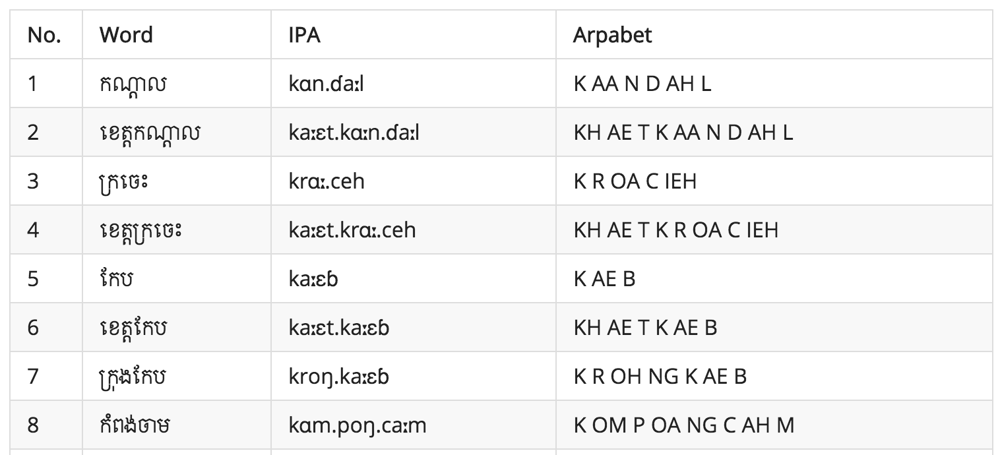 No. Word IPA Arpabet
1 កណ្ដាល kɑn.ɗaːl K AA N D AH L
2 ខេត្តកណ្ដាល kaːɛt.kɑːn.ɗaːl KH AE T K AA N D AH L
3 ក្រចេះ krɑː.ceh K R OA C IEH
4 ខេត្តក្រចេះ kaːɛt.krɑː.ceh KH AE T K R OA C IEH
5 កែប kaːɛɓ K AE B
6 ខេត្តកែប kaːɛt.kaːɛɓ KH AE T K AE B
7 ក្រុងកែប kroŋ.kaːɛɓ K R OH NG K AE B
8 កំពង់ចាម kɑm.poŋ.caːm K OM P OA NG C AH M